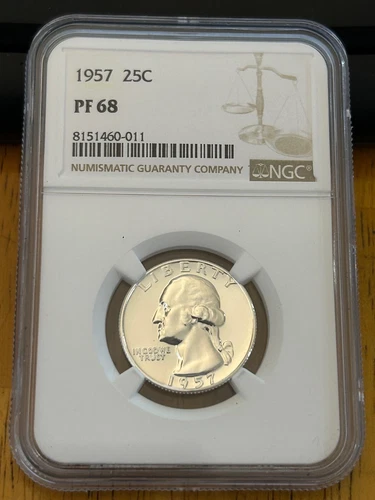 1957 25C
PF 68
8151460-011
NUMISMATIC GUARANTY COMPANY NGC
LIBERTY
IN GOD WE
TRUST
1957